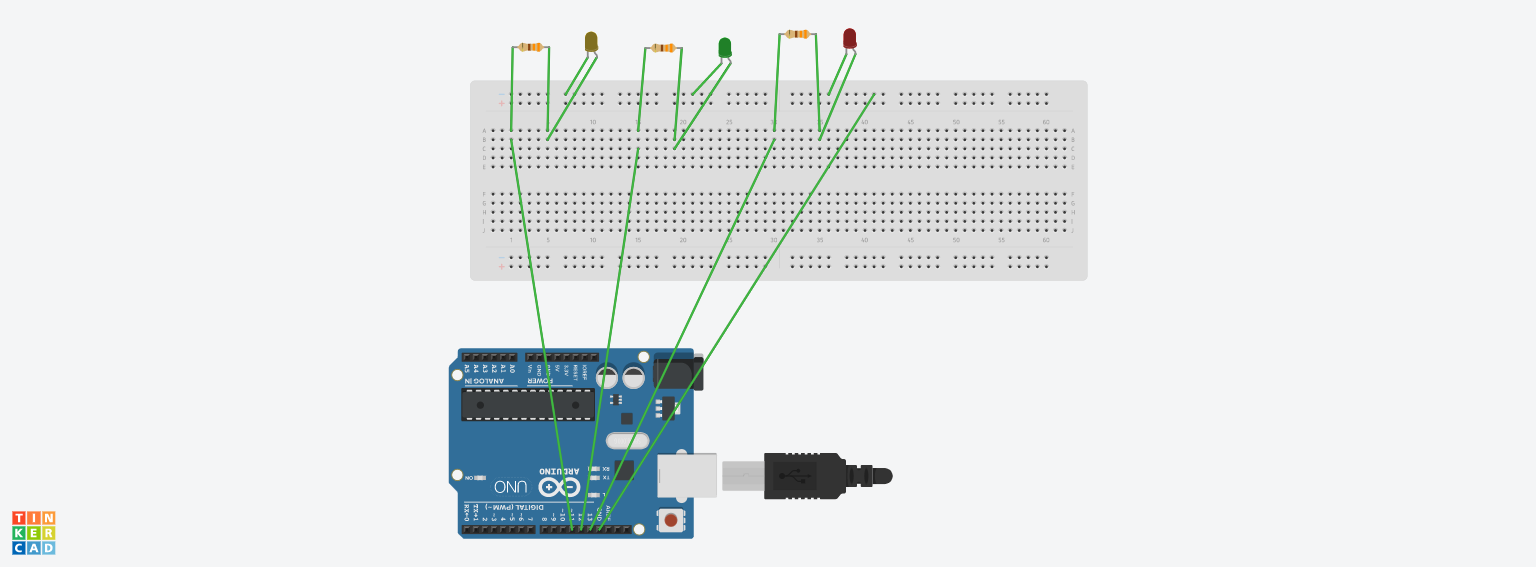 10 15 20 25 30 35 40 45 50 55 60
A A
B B
C C
D D
E E
F F
G G
H H
I I
J J
1 5 10 15 20 25 30 35 40 45 50 55 60
A5 A4 A3 A2 A1 A0 Vin GND GND 5V 3.3V RESET IOREF
ANALOG IN POWER
RX
TX
ARDUINO
ON
UNO
L
DIGITAL (PWM~)
RX←0 TX→1 2 ~3 4 ~5 ~6 7 8 ~9 ~10 ~11 12 13 GND AREF
TIN
KER
CAD